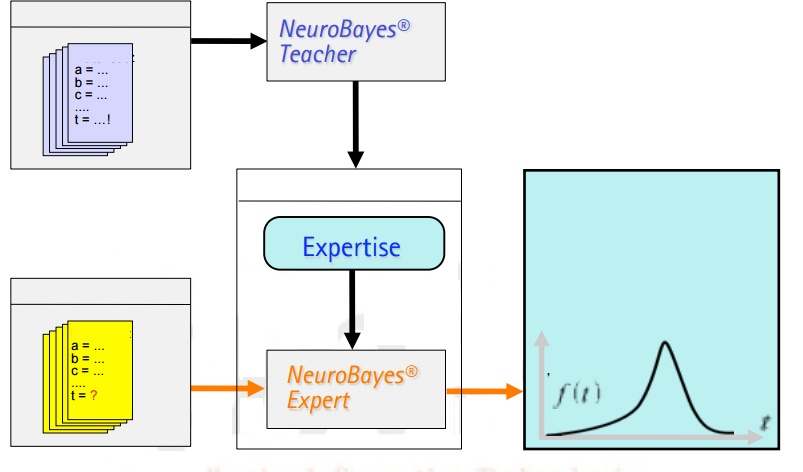 NeuroBayes®
Teacher
a = ...
b = ...
c = ...
....
t = ...!
Expertise
a = ...
b = ...
c = ...
....
t = ?
NeuroBayes®
Expert
f(t)
t